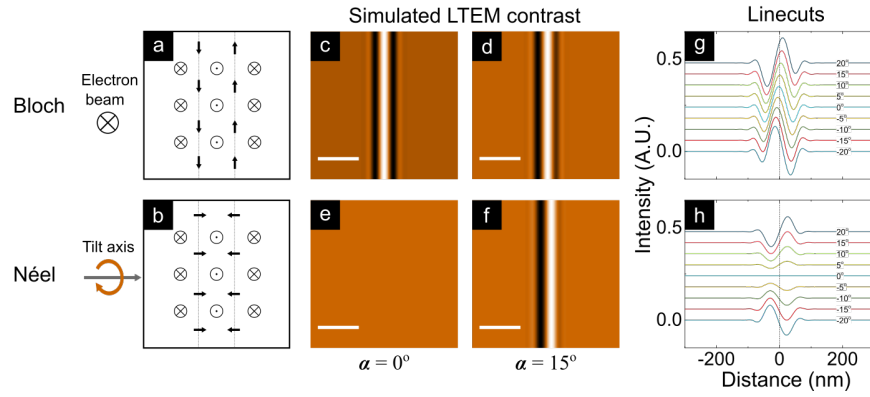 Simulated LTEM contrast
Linecuts
a
c
d
g
Bloch
Electron
beam
0.5
0.0
20°
15°
10°
5°
0°
-5°
-10°
-15°
-20°
Intensity (A.U.)
b
e
f
h
Néel
Tilt axis
0.5
0.0
20°
15°
10°
5°
0°
-5°
-10°
-15°
-20°
α = 0°
α = 15°
-200 0 200
Distance (nm)